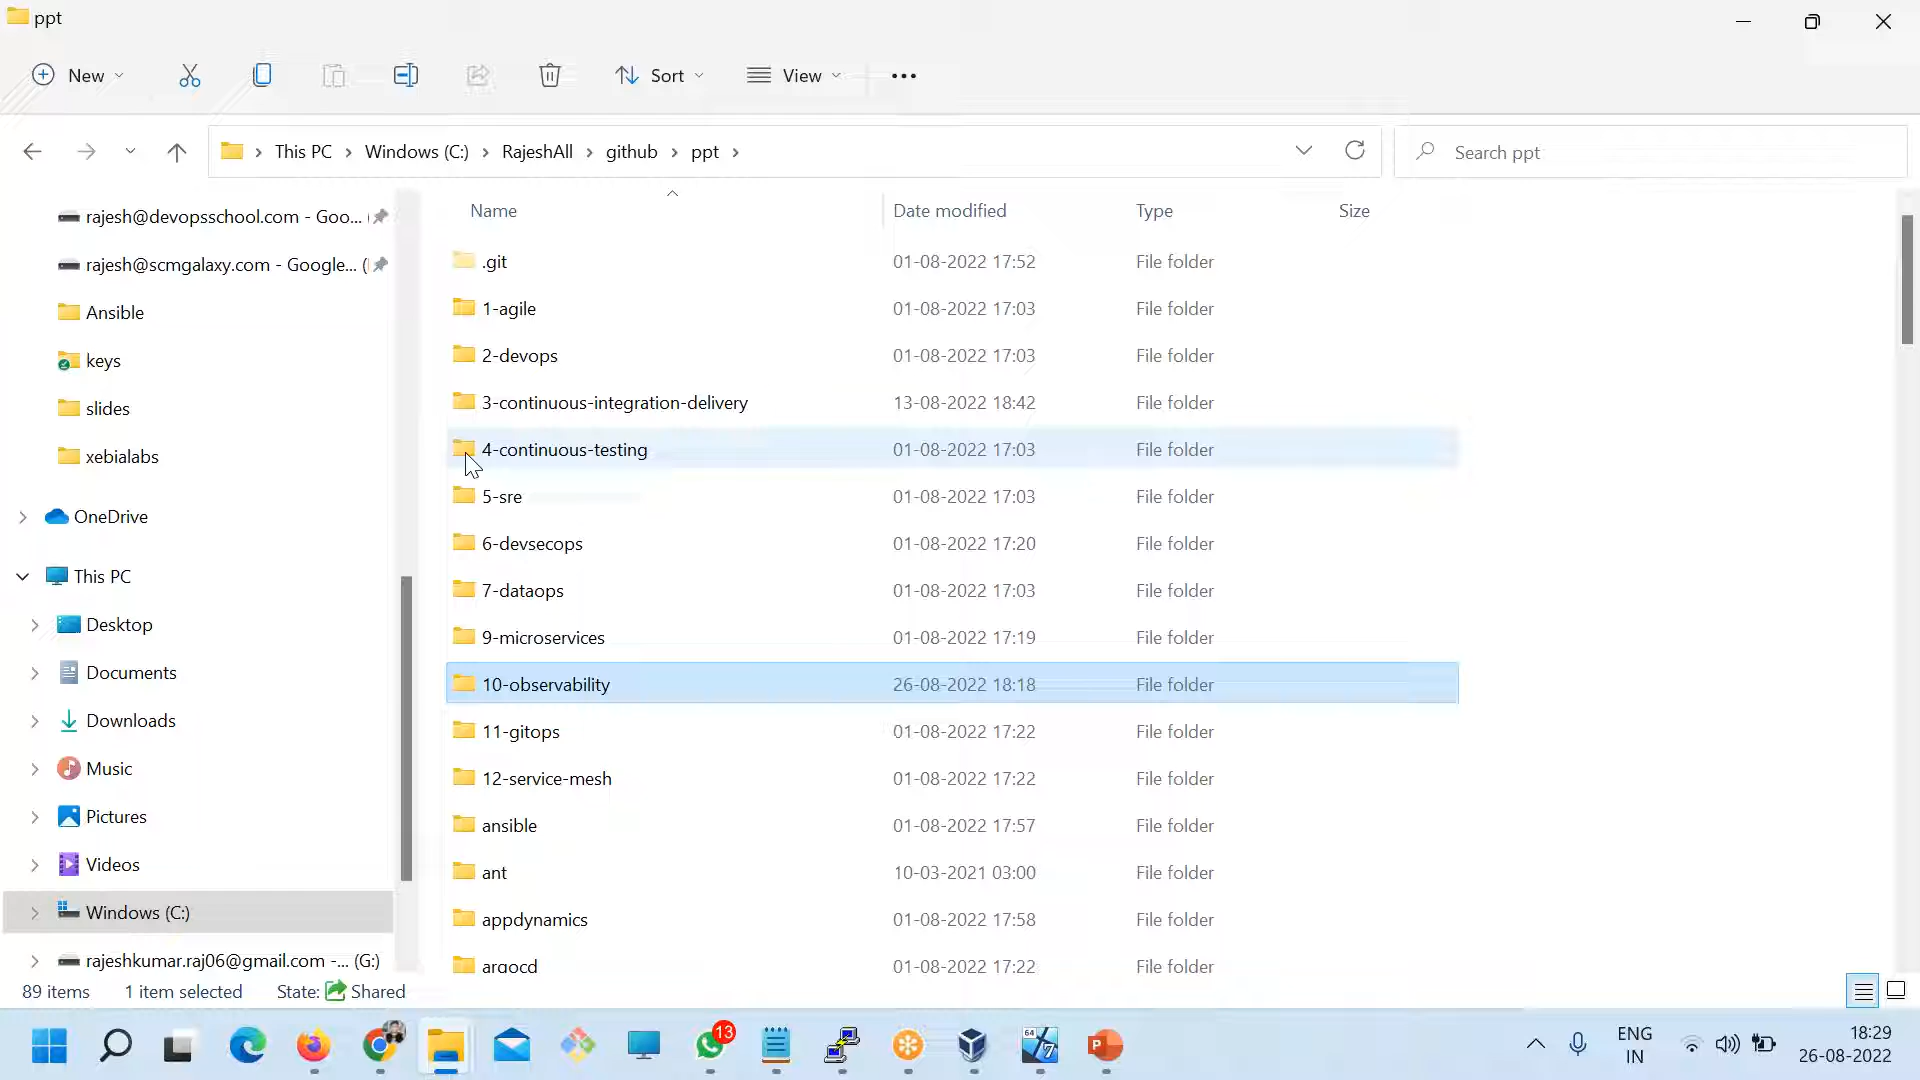 ppt
New
Sort
View
This PC > Windows (C:) > RajeshAll > github > ppt >
Search ppt
rajesh@devopsschool.com - Goo... (
rajesh@scmgalaxy.com - Google... (
Ansible
keys
slides
xebialabs
OneDrive
This PC
Desktop
Documents
Downloads
Music
Pictures
Videos
Windows (C:)
rajeshkumar.raj06@gmail.com -... (G:)
Name Date modified Type Size
.git 01-08-2022 17:52 File folder
1-agile 01-08-2022 17:03 File folder
2-devops 01-08-2022 17:03 File folder
3-continuous-integration-delivery 13-08-2022 18:42 File folder
4-continuous-testing 01-08-2022 17:03 File folder
5-sre 01-08-2022 17:03 File folder
6-devsecops 01-08-2022 17:20 File folder
7-dataops 01-08-2022 17:03 File folder
9-microservices 01-08-2022 17:19 File folder
10-observability 26-08-2022 18:18 File folder
11-gitops 01-08-2022 17:22 File folder
12-service-mesh 01-08-2022 17:22 File folder
ansible 01-08-2022 17:57 File folder
ant 10-03-2021 03:00 File folder
appdynamics 01-08-2022 17:58 File folder
argocd 01-08-2022 17:22 File folder
89 items 1 item selected State: Shared
13
64
7
P
ENG
IN
18:29
26-08-2022